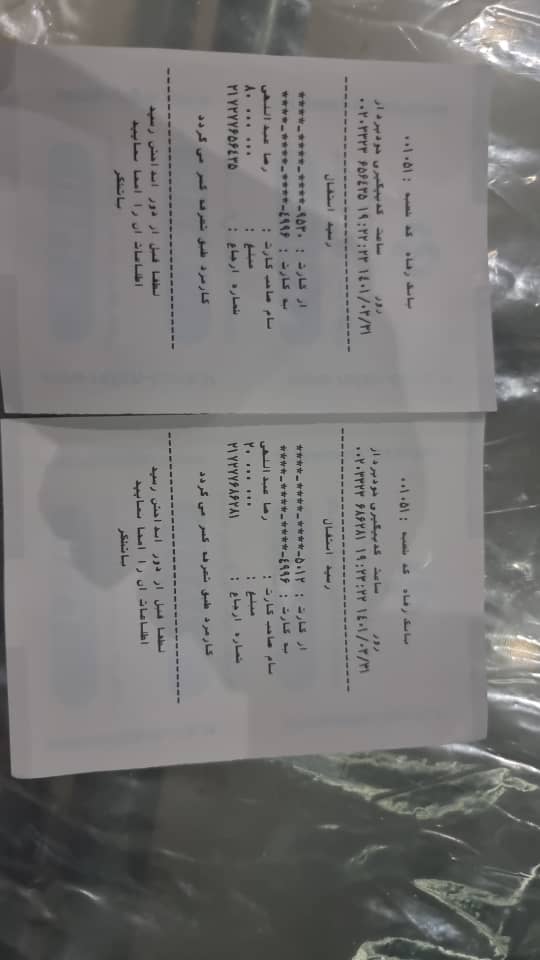 بانک رفاه کد شعبه : ۰۰۱۰۵۱
روز ساعت کدپیگیری خودپرداز
۱۴۰۱/۰۳/۳۱ ۱۹:۲۲:۲۳ ۶۵۶۴۳۵ ۰۰۲۰۳۳۲۳
رسید انتقال
از کارت : ۹۵۳۰-****-****-****
به کارت : ۴۹۹۶-****-****-****
نام صاحب کارت : رضا عبداللهی
مبلغ : ۸۰ ۰۰۰ ۰۰۰
شماره ارجاع : ۲۱۷۲۷۷۶۵۶۴۳۵
کارمزد طبق تعرفه کسر می گردد
لطفا قبل از دور انداختن رسید
اطلاعات آن را امحا نمایید
باتشکر
بانک رفاه کد شعبه : ۰۰۱۰۵۱
روز ساعت کدپیگیری خودپرداز
۱۴۰۱/۰۳/۳۱ ۱۹:۲۳:۲۲ ۶۸۶۲۸۱ ۰۰۲۰۳۳۲۳
رسید انتقال
از کارت : ۵۰۱۲-****-****-****
به کارت : ۴۹۹۶-****-****-****
نام صاحب کارت : رضا عبداللهی
مبلغ : ۲۰ ۰۰۰ ۰۰۰
شماره ارجاع : ۲۱۷۲۷۷۶۸۶۲۸۱
کارمزد طبق تعرفه کسر می گردد
لطفا قبل از دور انداختن رسید
اطلاعات آن را امحا نمایید
باتشکر